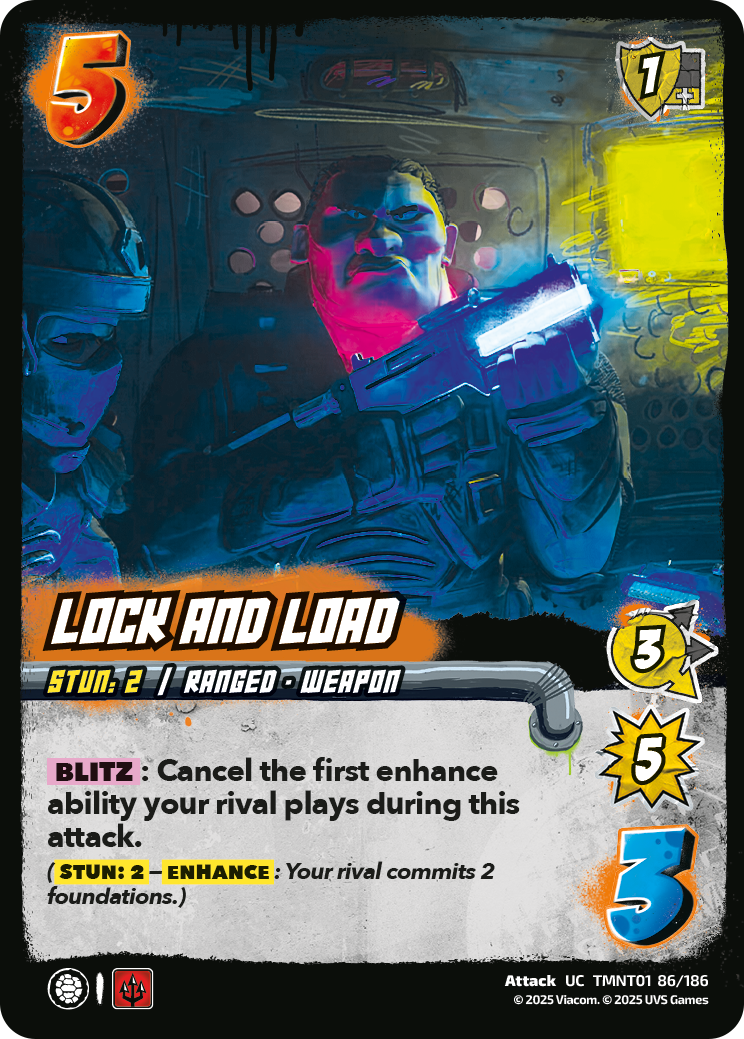 5
1
LOCK AND LOAD
STUN: 2 / RANGED · WEAPON
3
5
3
BLITZ: Cancel the first enhance
ability your rival plays during this
attack.
(STUN: 2 – ENHANCE: Your rival commits 2
foundations.)
Attack UC TMNT01 86/186
© 2025 Viacom. © 2025 UVS Games